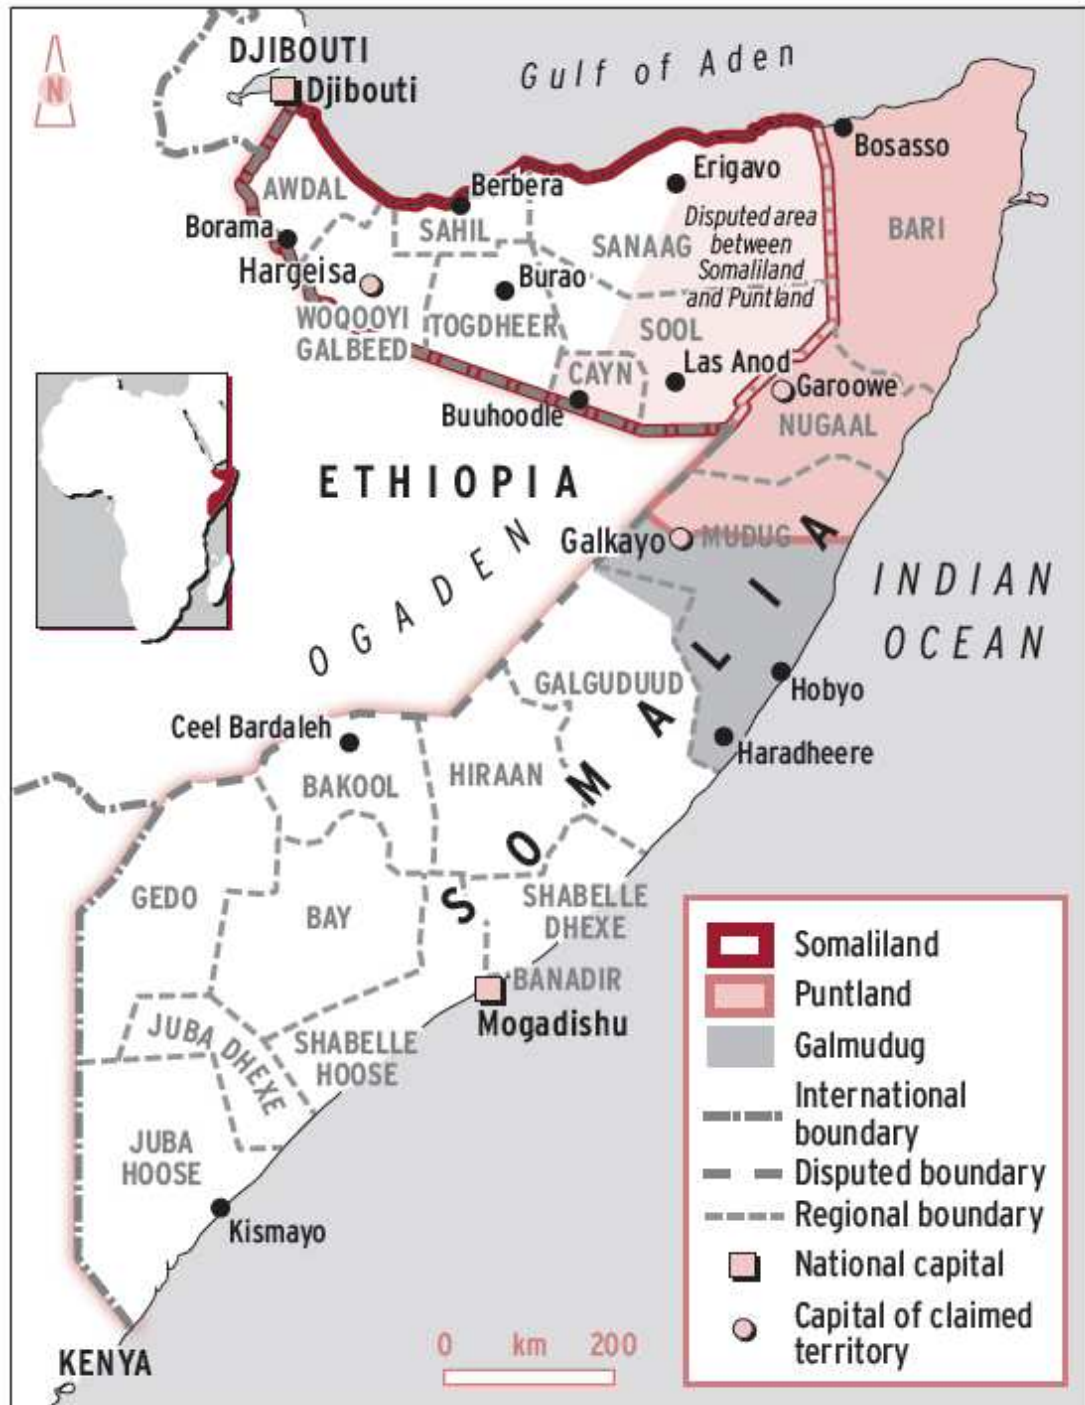 DJIBOUTI
Djibouti
Gulf of Aden
N
Bosasso
Erigavo
AWDAL
Berbera
Borama
SAHIL
SANAAG
Disputed area
between
Somaliland
and Puntland
BARI
Hargeisa
Burao
WOQOOYI
GALBEED
TOGDHEER
SOOL
CAYN
Las Anod
Garoowe
Buuhoodle
NUGAAL
ETHIOPIA
OGADEN
Galkayo
MUDUG
INDIAN
OCEAN
SOMALIA
GALGUDUUD
Hobyo
Ceel Bardaleh
Haradheere
BAKOOL
HIRAAN
GEDO
BAY
SHABELLE
DHEXE
BANADIR
Mogadishu
JUBA DHEXE
SHABELLE
HOOSE
JUBA
HOOSE
Kismayo
KENYA
0 km 200
Somaliland
Puntland
Galmudug
International
boundary
Disputed boundary
Regional boundary
National capital
Capital of claimed
territory